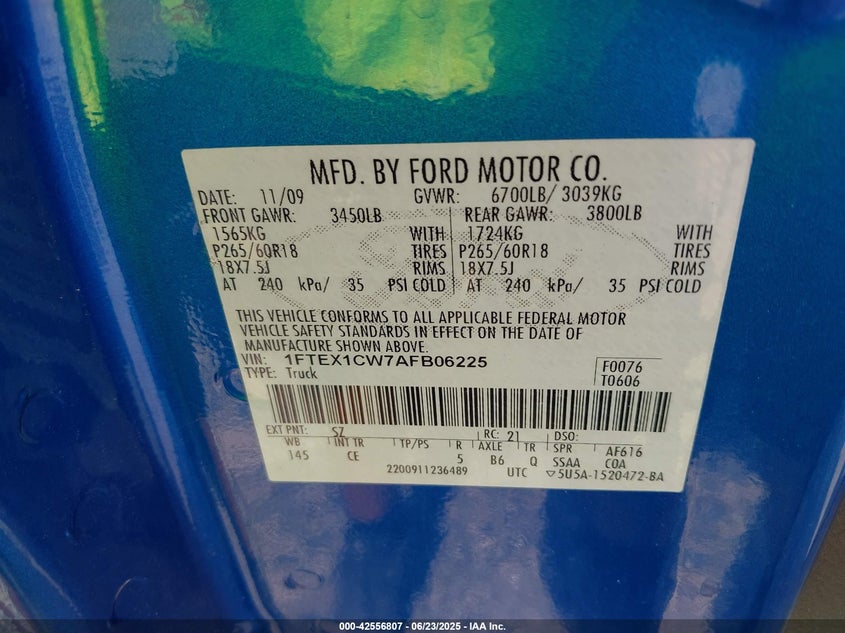 MFD. BY FORD MOTOR CO.
DATE: 11/09 GVWR: 6700LB/ 3039KG
FRONT GAWR: 3450LB REAR GAWR: 3800LB
1565KG WITH 1724KG WITH
P265/60R18 TIRES P265/60R18 TIRES
18X7.5J RIMS 18X7.5J RIMS
AT 240 kPa/ 35 PSI COLD AT 240 kPa/ 35 PSI COLD
THIS VEHICLE CONFORMS TO ALL APPLICABLE FEDERAL MOTOR
VEHICLE SAFETY STANDARDS IN EFFECT ON THE DATE OF
MANUFACTURE SHOWN ABOVE.
VIN: 1FTEX1CW7AFB06225 F0076
TYPE: Truck T0606
EXT PNT: SZ RC: 21 DSO:
WB INT TR TP/PS R AXLE TR SPR AF616
145 CE 5 B6 Q SSAA COA
2200911236489 UTC ▽5U5A-1520472-BA
000-42556807 - 06/23/2025 - IAA Inc.